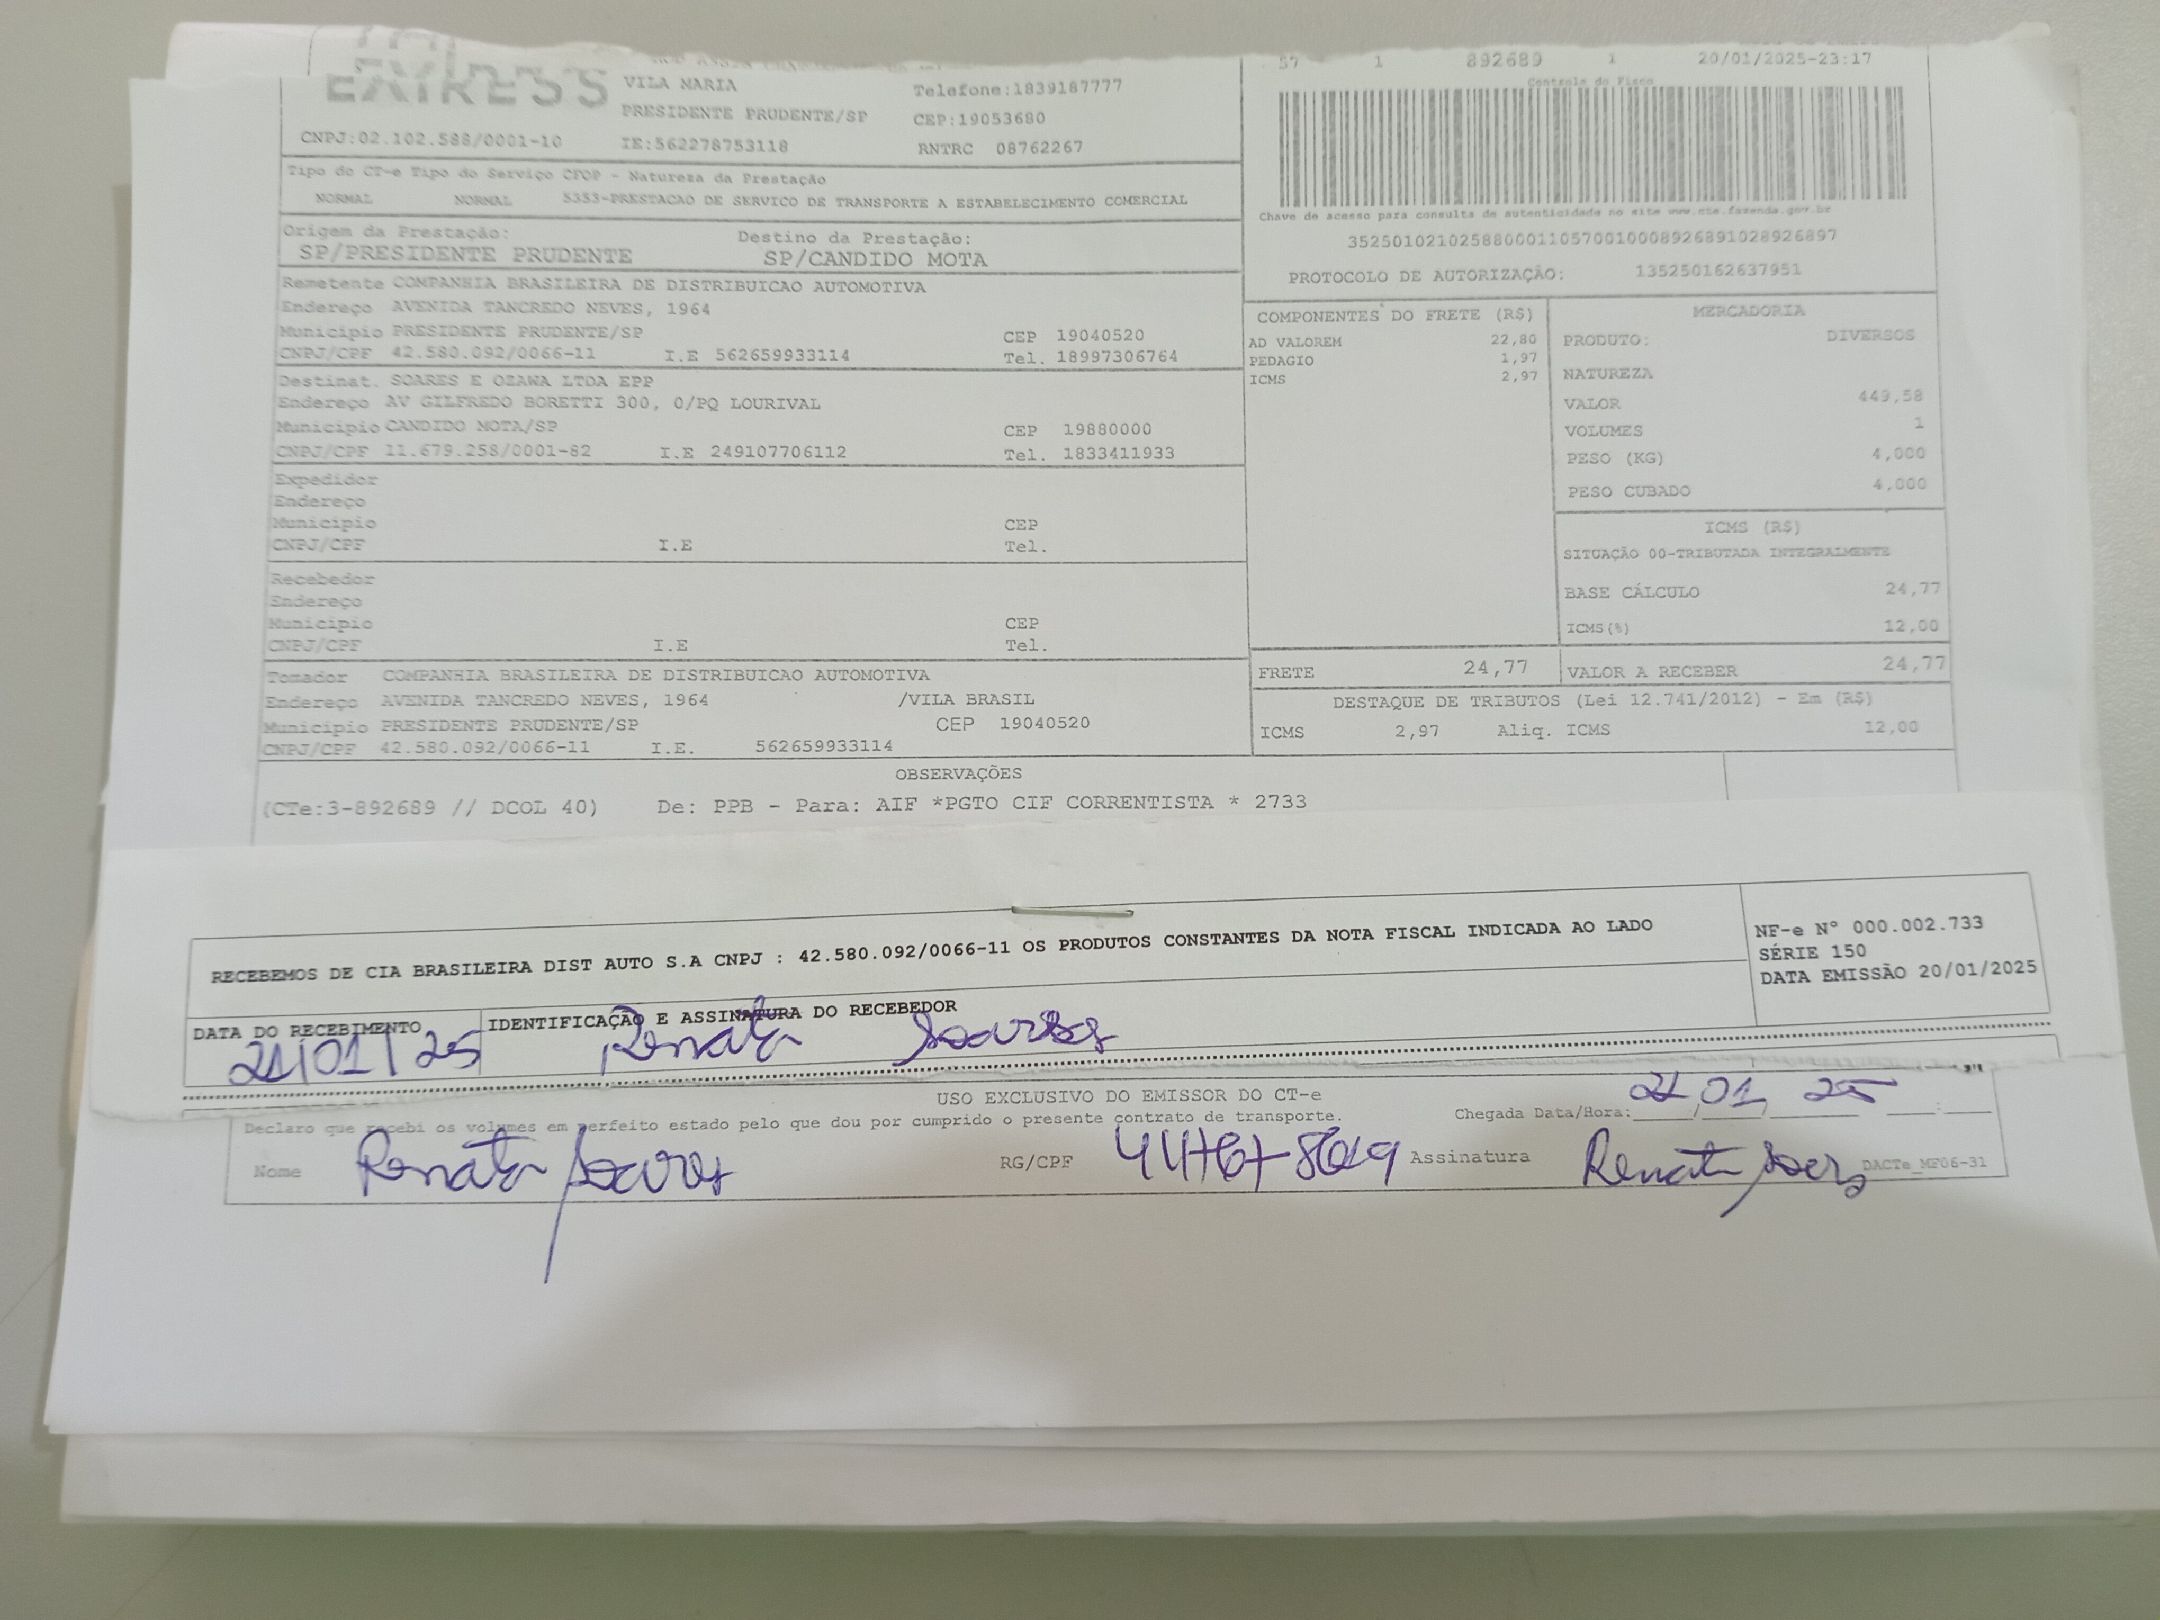 EXPRESS
VILA MARIA Telefone:1839187777
PRESIDENTE PRUDENTE/SP CEP:19053680
CNPJ:02.102.588/0001-10 IE:562278753118 RNTRC 08762267
57 1 892689 1 20/01/2025-23:17
Controle do Fisco
Tipo do CT-e Tipo do Serviço CFOP - Natureza da Prestação
NORMAL NORMAL 5353-PRESTACAO DE SERVICO DE TRANSPORTE A ESTABELECIMENTO COMERCIAL
Chave de acesso para consulta de autenticidade no site www.cte.fazenda.gov.br
35250102102588000110570010008926891028926897
PROTOCOLO DE AUTORIZAÇÃO: 135250162637951
Origem da Prestação: Destino da Prestação:
SP/PRESIDENTE PRUDENTE SP/CANDIDO MOTA
Remetente COMPANHIA BRASILEIRA DE DISTRIBUICAO AUTOMOTIVA
Endereço AVENIDA TANCREDO NEVES, 1964
Municipio PRESIDENTE PRUDENTE/SP CEP 19040520
CNPJ/CPF 42.580.092/0066-11 I.E 562659933114 Tel. 18997306764
Destinat. SOARES E OZAWA LTDA EPP
Endereço AV GILFREDO BORETTI 300, 0/PQ LOURIVAL
Municipio CANDIDO MOTA/SP CEP 19880000
CNPJ/CPF 11.679.258/0001-82 I.E 249107706112 Tel. 1833411933
Expedidor
Endereço
Municipio CEP
CNPJ/CPF I.E Tel.
Recebedor
Endereço
Municipio CEP
CNPJ/CPF I.E Tel.
Tomador COMPANHIA BRASILEIRA DE DISTRIBUICAO AUTOMOTIVA
Endereço AVENIDA TANCREDO NEVES, 1964 /VILA BRASIL
Municipio PRESIDENTE PRUDENTE/SP CEP 19040520
CNPJ/CPF 42.580.092/0066-11 I.E. 562659933114
COMPONENTES DO FRETE (R$)
AD VALOREM 22,80
PEDAGIO 1,97
ICMS 2,97
MERCADORIA
PRODUTO: DIVERSOS
NATUREZA
VALOR 449,58
VOLUMES 1
PESO (KG) 4,000
PESO CUBADO 4,000
ICMS (R$)
SITUAÇÃO 00-TRIBUTADA INTEGRALMENTE
BASE CÁLCULO 24,77
ICMS(%) 12,00
FRETE 24,77 VALOR A RECEBER 24,77
DESTAQUE DE TRIBUTOS (Lei 12.741/2012) - Em (R$)
ICMS 2,97 Aliq. ICMS 12,00
OBSERVAÇÕES
(CTe:3-892689 // DCOL 40) De: PPB - Para: AIF *PGTO CIF CORRENTISTA * 2733
RECEBEMOS DE CIA BRASILEIRA DIST AUTO S.A CNPJ : 42.580.092/0066-11 OS PRODUTOS CONSTANTES DA NOTA FISCAL INDICADA AO LADO
NF-e Nº 000.002.733
SÉRIE 150
DATA EMISSÃO 20/01/2025
DATA DO RECEBIMENTO IDENTIFICAÇÃO E ASSINATURA DO RECEBEDOR
21/01/25 Renata Soares
USO EXCLUSIVO DO EMISSOR DO CT-e
Declaro que recebi os volumes em perfeito estado pelo que dou por cumprido o presente contrato de transporte. Chegada Data/Hora: 21/01/25
Nome Renata Soares RG/CPF Assinatura Renata Soares DACTe_MF06-31